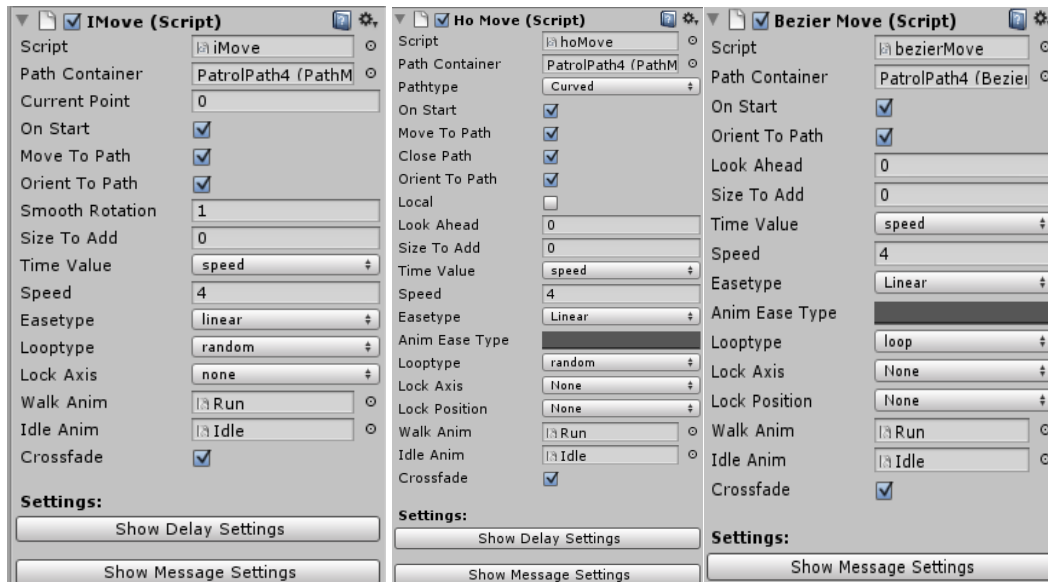 IMove (Script)
Script iMove
Path Container PatrolPath4 (PathM
Current Point 0
On Start
Move To Path
Orient To Path
Smooth Rotation 1
Size To Add 0
Time Value speed
Speed 4
Easetype linear
Looptype random
Lock Axis none
Walk Anim Run
Idle Anim Idle
Crossfade
Settings:
Show Delay Settings
Show Message Settings
Ho Move (Script)
Script hoMove
Path Container PatrolPath4 (PathM
Pathtype Curved
On Start
Move To Path
Close Path
Orient To Path
Local
Look Ahead 0
Size To Add 0
Time Value speed
Speed 4
Easetype Linear
Anim Ease Type
Looptype random
Lock Axis None
Lock Position None
Walk Anim Run
Idle Anim Idle
Crossfade
Settings:
Show Delay Settings
Show Message Settings
Bezier Move (Script)
Script bezierMove
Path Container PatrolPath4 (Bezier
On Start
Orient To Path
Look Ahead 0
Size To Add 0
Time Value speed
Speed 4
Easetype Linear
Anim Ease Type
Looptype loop
Lock Axis None
Lock Position None
Walk Anim Run
Idle Anim Idle
Crossfade
Settings:
Show Message Settings